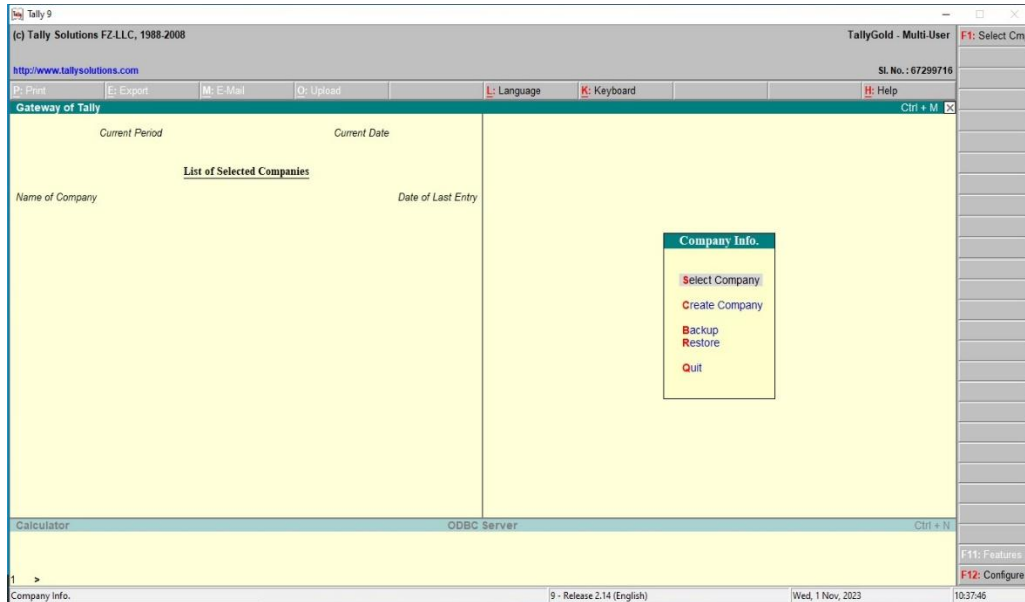 Tally 9
(c) Tally Solutions FZ-LLC, 1988-2008
TallyGold - Multi-User
F1: Select Cm
http://www.tallysolutions.com
Sl. No. : 67299716
P: Print E: Export M: E-Mail O: Upload L: Language K: Keyboard H: Help
Gateway of Tally Ctrl + M
Current Period Current Date
List of Selected Companies
Name of Company Date of Last Entry
Company Info.
Select Company
Create Company
Backup
Restore
Quit
Calculator ODBC Server Ctrl + N
F11: Features
1 >
F12: Configure
Company Info. 9 - Release 2.14 (English) Wed, 1 Nov, 2023 10:37:46